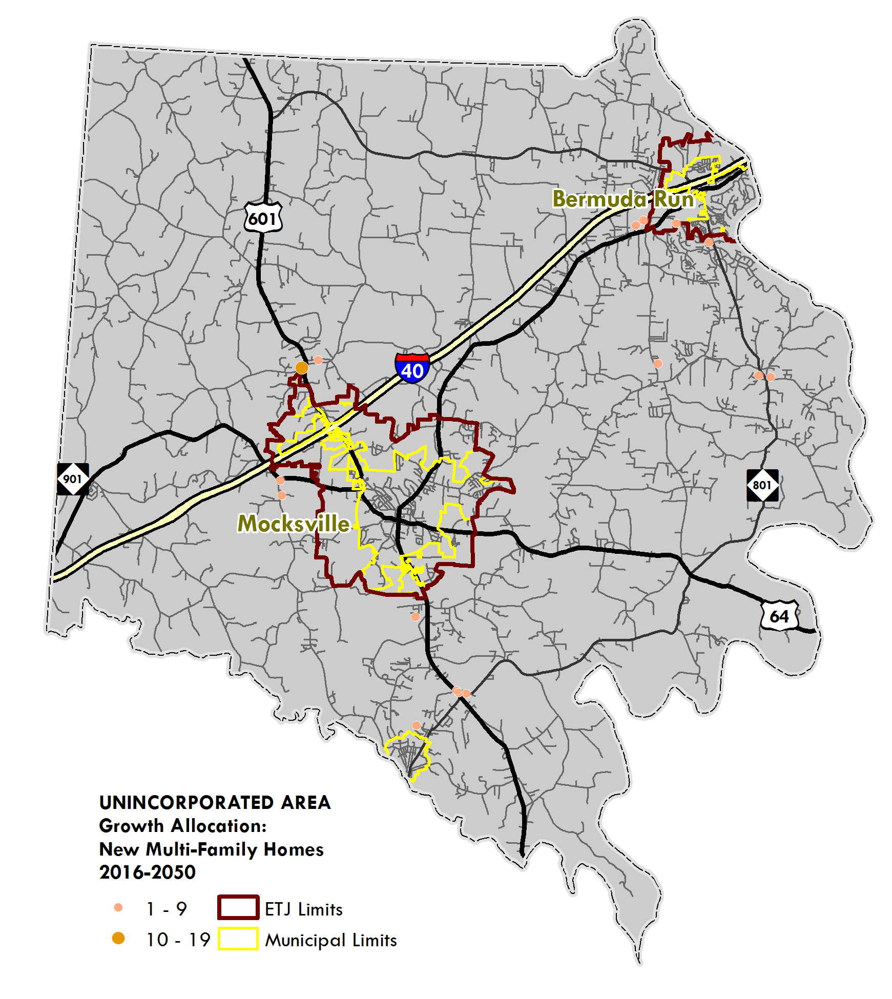 Bermuda Run
601
40
901
801
Mocksville
64
UNINCORPORATED AREA
Growth Allocation:
New Multi-Family Homes
2016-2050
1 - 9 ETJ Limits
10 - 19 Municipal Limits